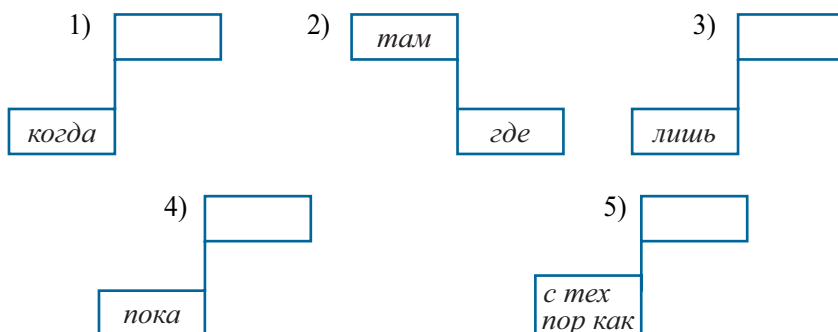 1)
2) там
3)
когда
где
лишь
4)
5)
пока
с тех
пор как